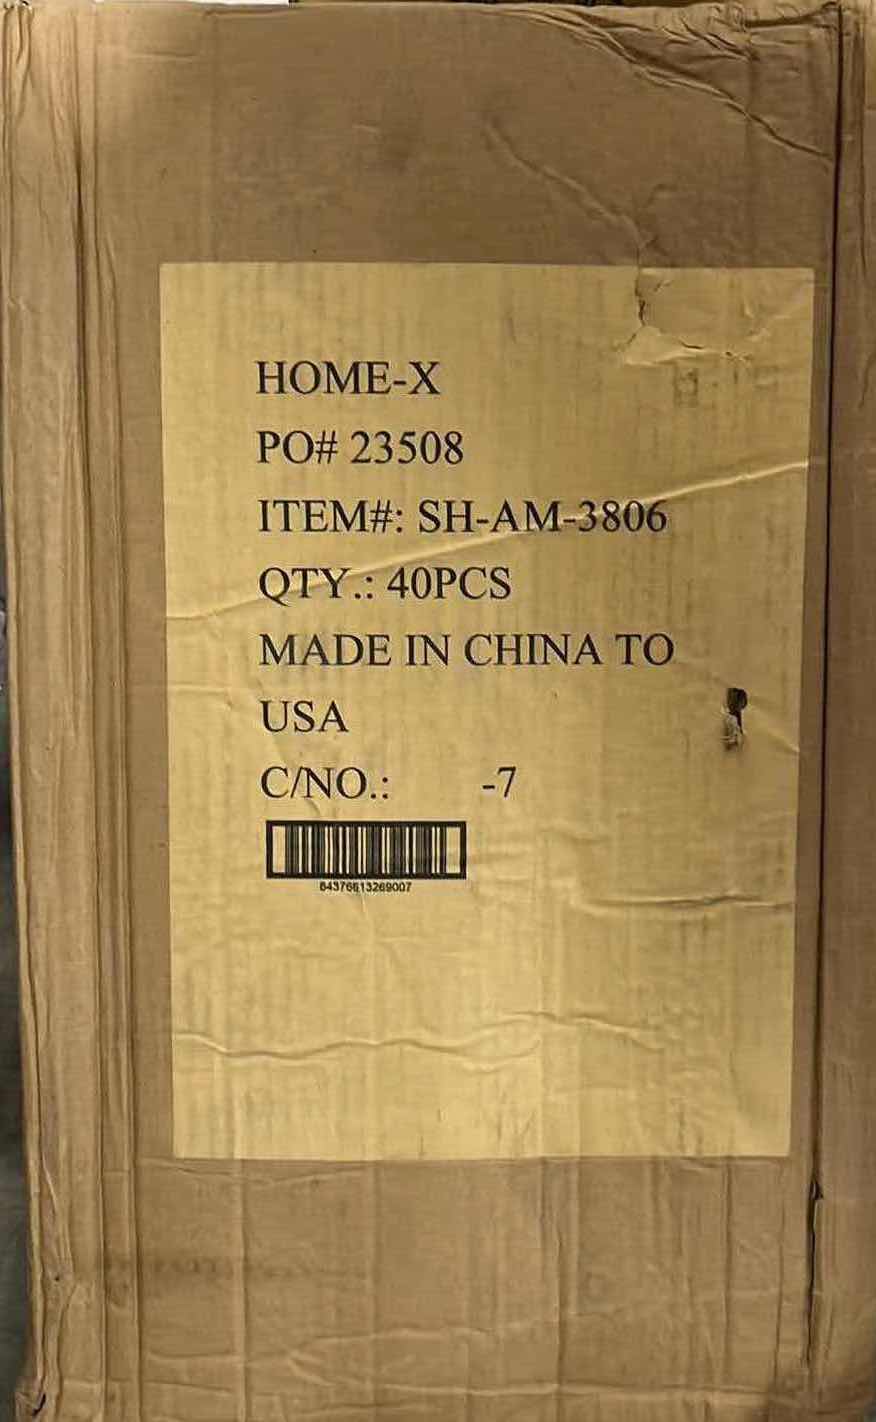 HOME-X
PO# 23508
ITEM#: SH-AM-3806
QTY.: 40PCS
MADE IN CHINA TO
USA
C/NO.: -7
84376613269007